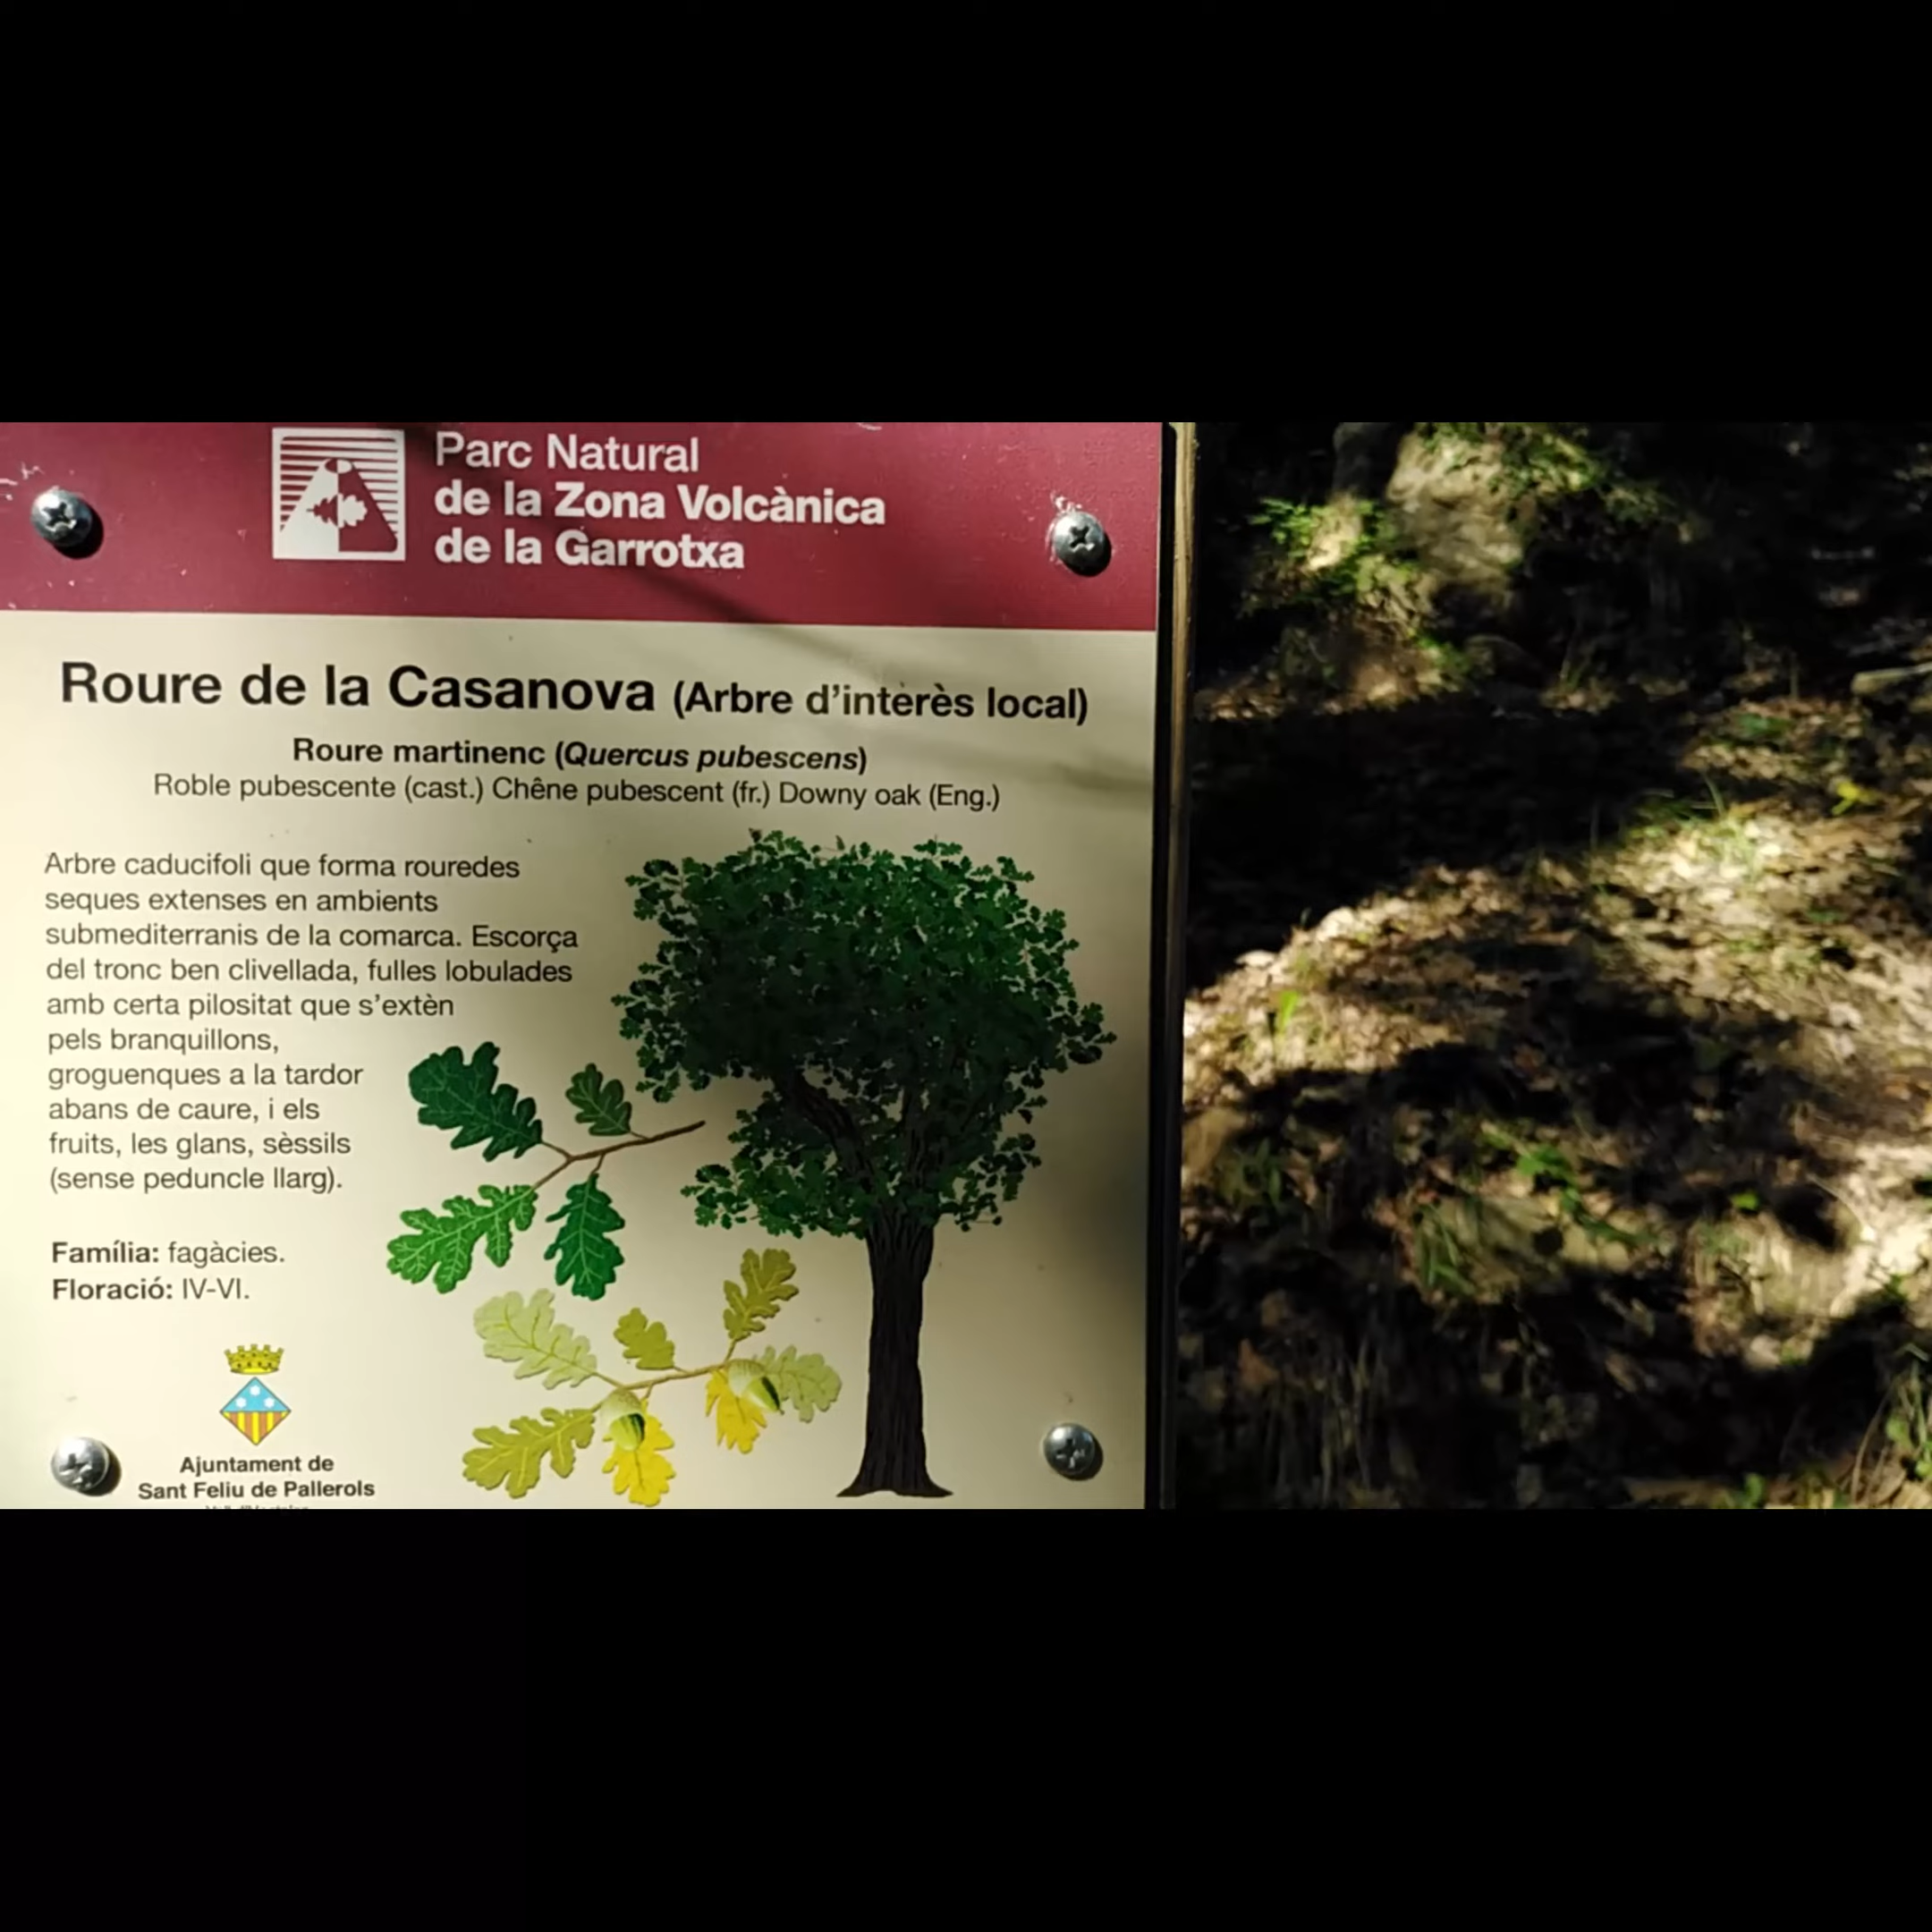 Parc Natural
de la Zona Volcànica
de la Garrotxa
Roure de la Casanova (Arbre d'interès local)
Roure martinenc (Quercus pubescens)
Roble pubescente (cast.) Chêne pubescent (fr.) Downy oak (Eng.)
Arbre caducifoli que forma rouredes
seques extenses en ambients
submediterranis de la comarca. Escorça
del tronc ben clivellada, fulles lobulades
amb certa pilositat que s'extèn
pels branquillons,
groguenques a la tardor
abans de caure, i els
fruits, les glans, sèssils
(sense peduncle llarg).
Família: fagàcies.
Floració: IV-VI.
Ajuntament de
Sant Feliu de Pallerols